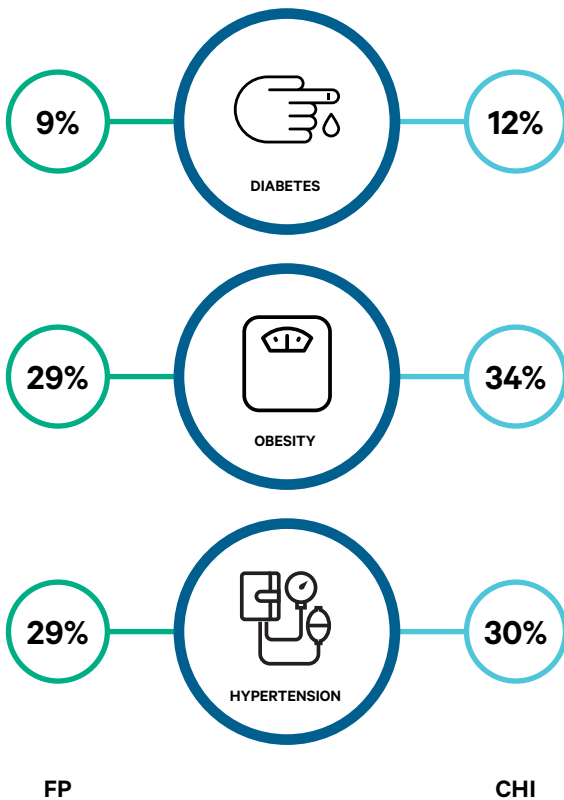 9%
12%
DIABETES
29%
34%
OBESITY
29%
30%
HYPERTENSION
FP
CHI